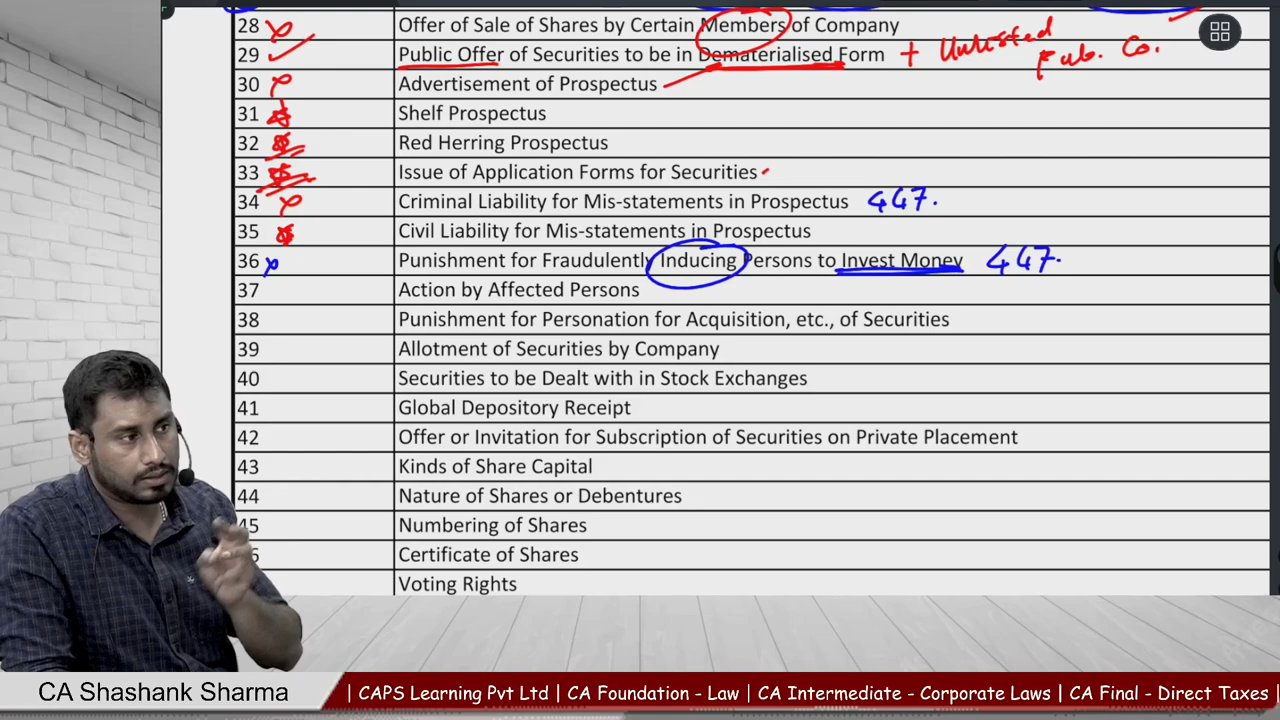 28 Offer of Sale of Shares by Certain Members of Company
29 Public Offer of Securities to be in Dematerialised Form + Unlisted Pub. Co.
30 Advertisement of Prospectus
31 Shelf Prospectus
32 Red Herring Prospectus
33 Issue of Application Forms for Securities
34 Criminal Liability for Mis-statements in Prospectus 447.
35 Civil Liability for Mis-statements in Prospectus
36 Punishment for Fraudulently Inducing Persons to Invest Money 447.
37 Action by Affected Persons
38 Punishment for Personation for Acquisition, etc., of Securities
39 Allotment of Securities by Company
40 Securities to be Dealt with in Stock Exchanges
41 Global Depository Receipt
42 Offer or Invitation for Subscription of Securities on Private Placement
43 Kinds of Share Capital
44 Nature of Shares or Debentures
45 Numbering of Shares
Certificate of Shares
Voting Rights
CA Shashank Sharma | CAPS Learning Pvt Ltd | CA Foundation - Law | CA Intermediate - Corporate Laws | CA Final - Direct Taxes |